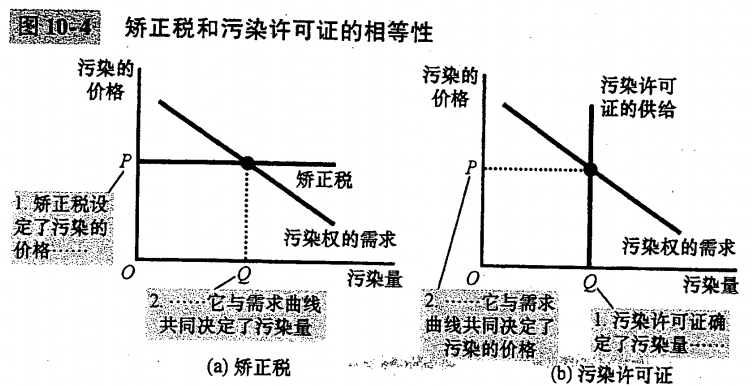 图10-4 矫正税和污染许可证的相等性
污染的
价格
P
矫正税
1. 矫正税设
定了污染的
价格……
污染权的需求
O
Q
污染量
2. ……它与需求曲线
共同决定了污染量
(a) 矫正税
污染的
价格
污染许可
证的供给
P
污染权的需求
O
Q
污染量
2. ……它与需求
曲线共同决定了
污染的价格
1. 污染许可证确
定了污染量……
(b) 污染许可证